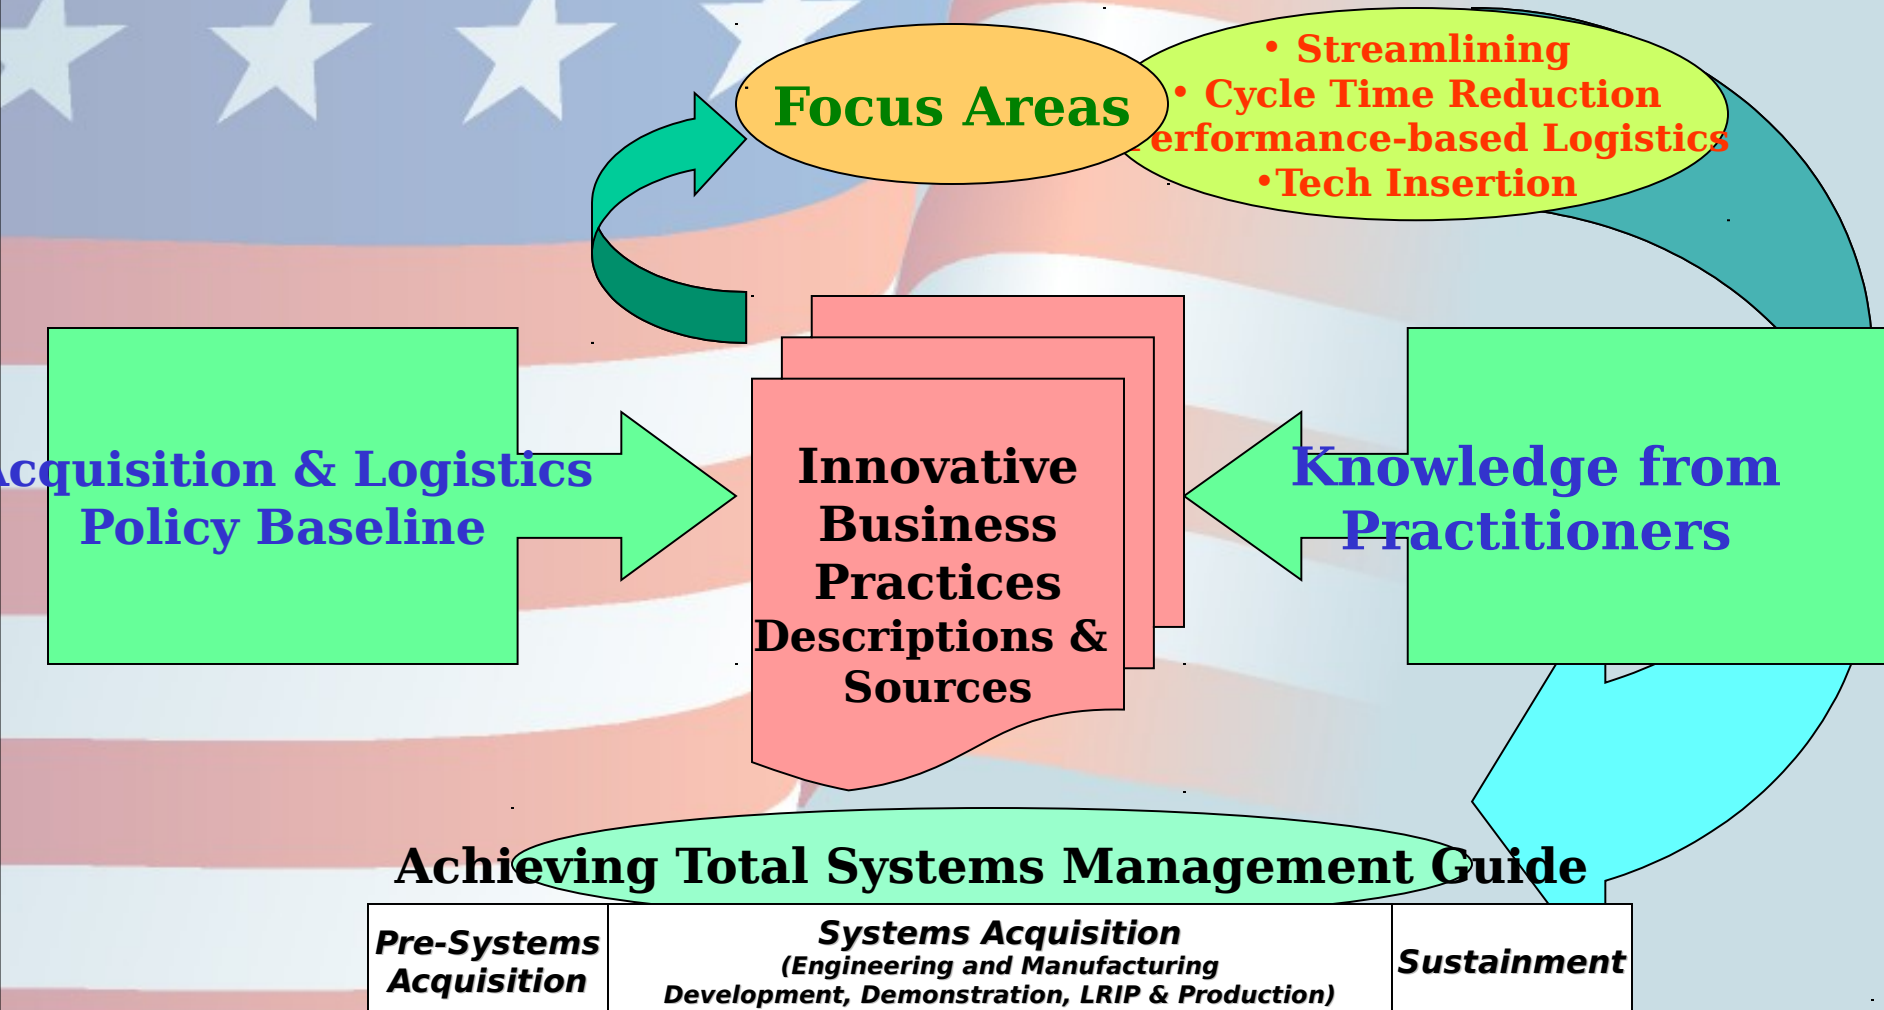 Focus Areas
• Streamlining
• Cycle Time Reduction
erformance-based Logistics
•Tech Insertion
Acquisition & Logistics
Policy Baseline
Innovative
Business
Practices
Descriptions &
Sources
Knowledge from
Practitioners
Achieving Total Systems Management Guide
Pre-Systems
Acquisition
Systems Acquisition
(Engineering and Manufacturing
Development, Demonstration, LRIP & Production)
Sustainment